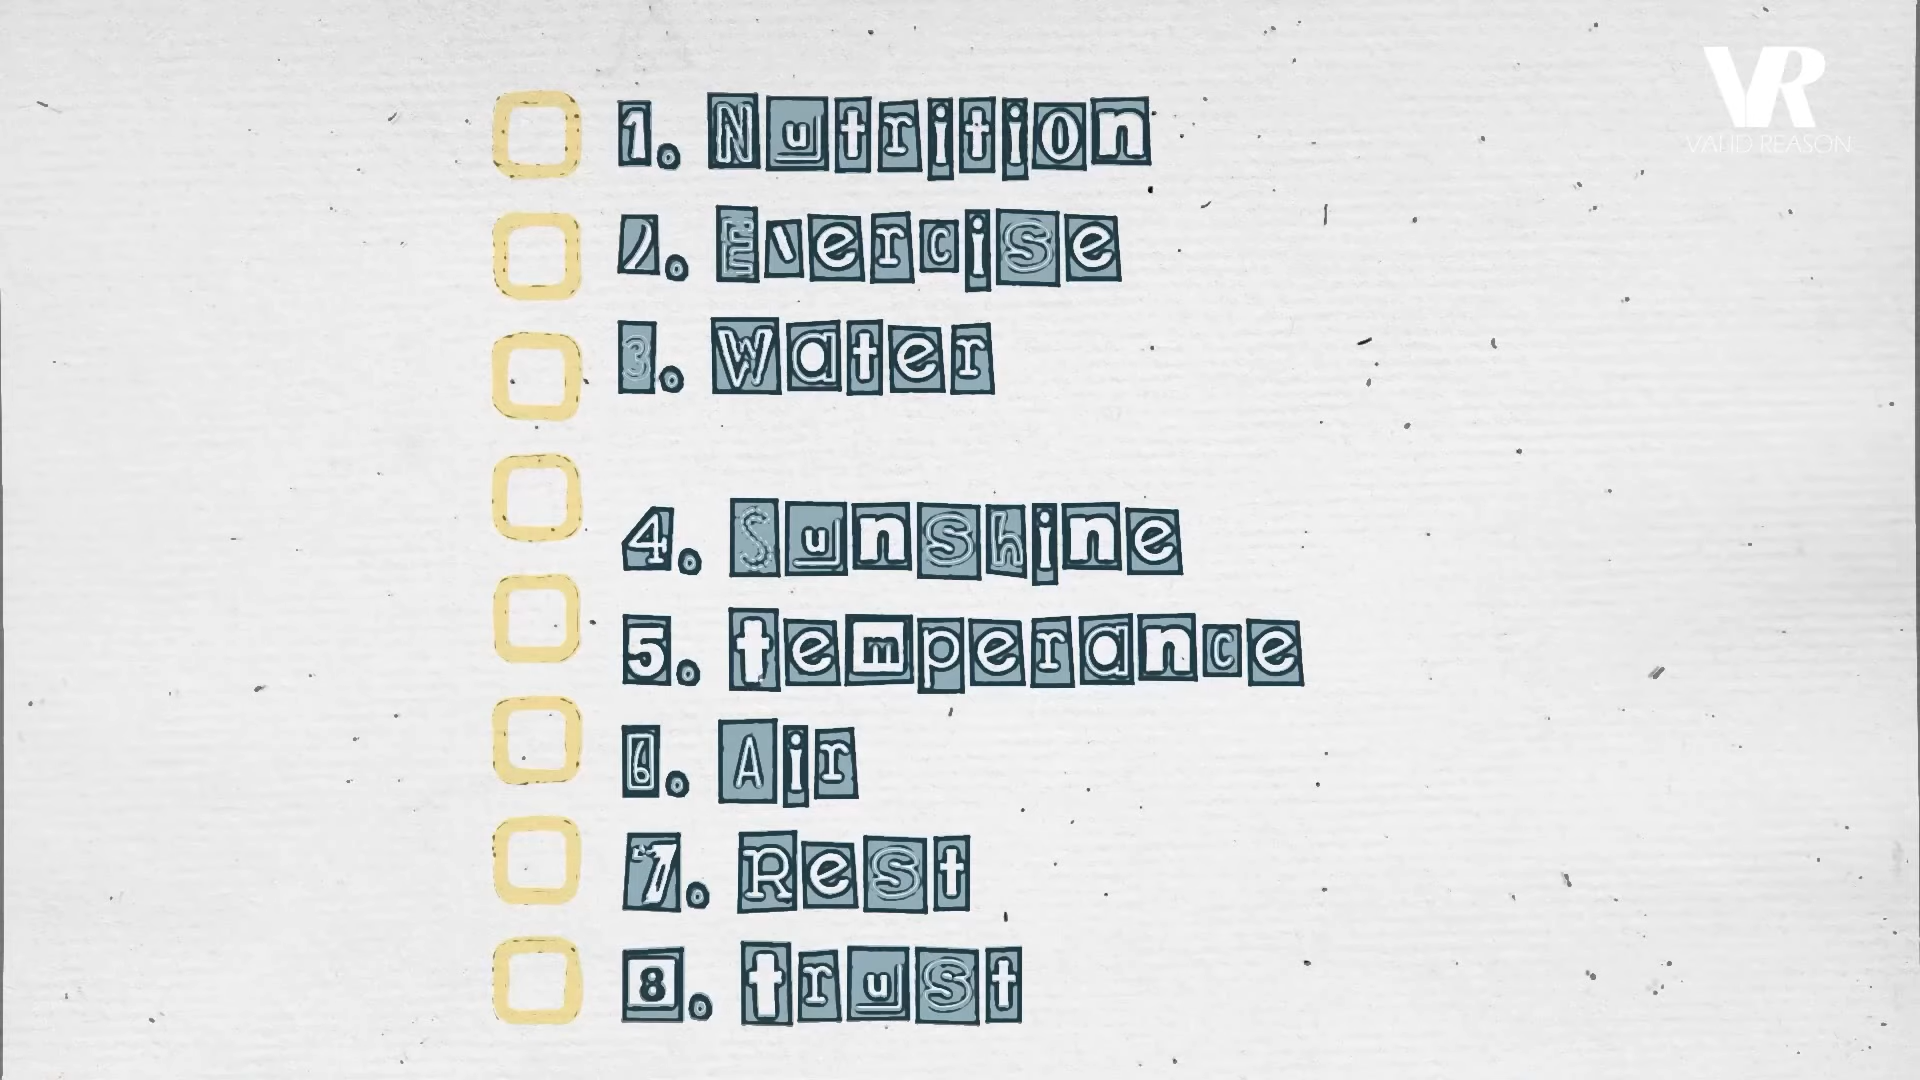 VR
VALID REASON
1. Nutrition
2. Exercise
3. Water
4. Sunshine
5. temperance
6. Air
7. Rest
8. trust